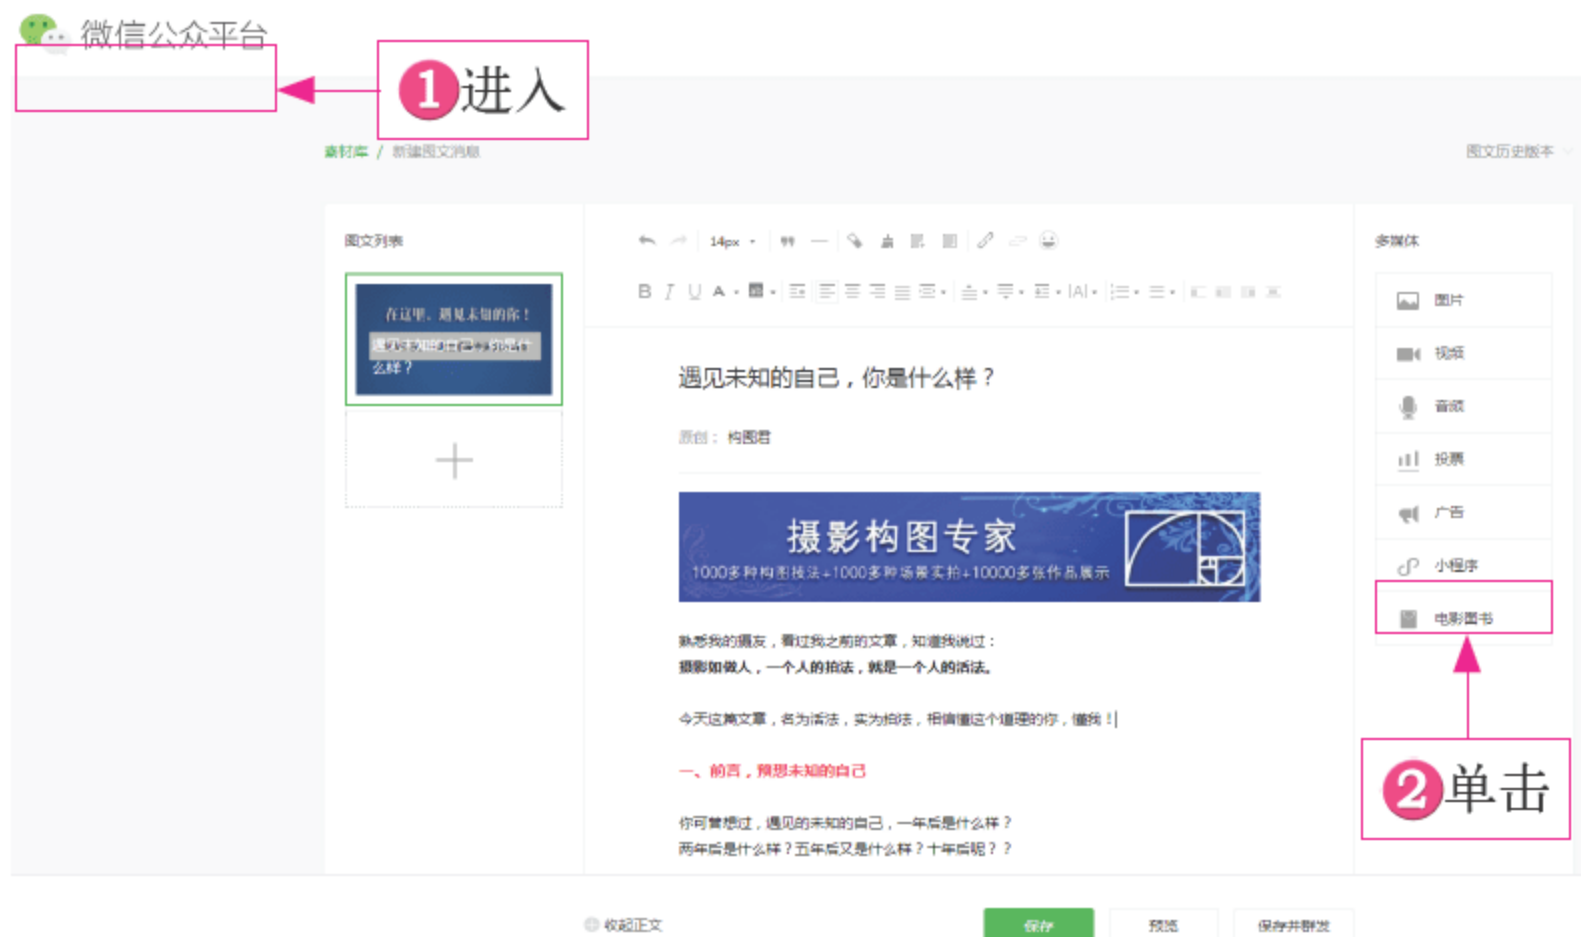 微信公众平台
❶进入
素材库 / 新建图文消息
图文历史版本
图文列表
在这里，遇见未知的你！
遇见未知的自己，你是什
么样？
14px
B I U A
|A|
遇见未知的自己，你是什么样？
原创： 构图君
摄影构图专家
1000多种构图技法+1000多种场景实拍+10000多张作品展示
熟悉我的摄友，看过我之前的文章，知道我说过：
摄影如做人，一个人的拍法，就是一个人的活法。
今天这篇文章，名为活法，实为拍法，相信懂这个道理的你，懂我！
一、前言，预想未知的自己
你可曾想过，遇见的未知的自己，一年后是什么样？
两年后是什么样？五年后又是什么样？十年后呢？？
多媒体
图片
视频
音频
投票
广告
小程序
电影图书
❷单击
收起正文
保存
预览
保存并群发